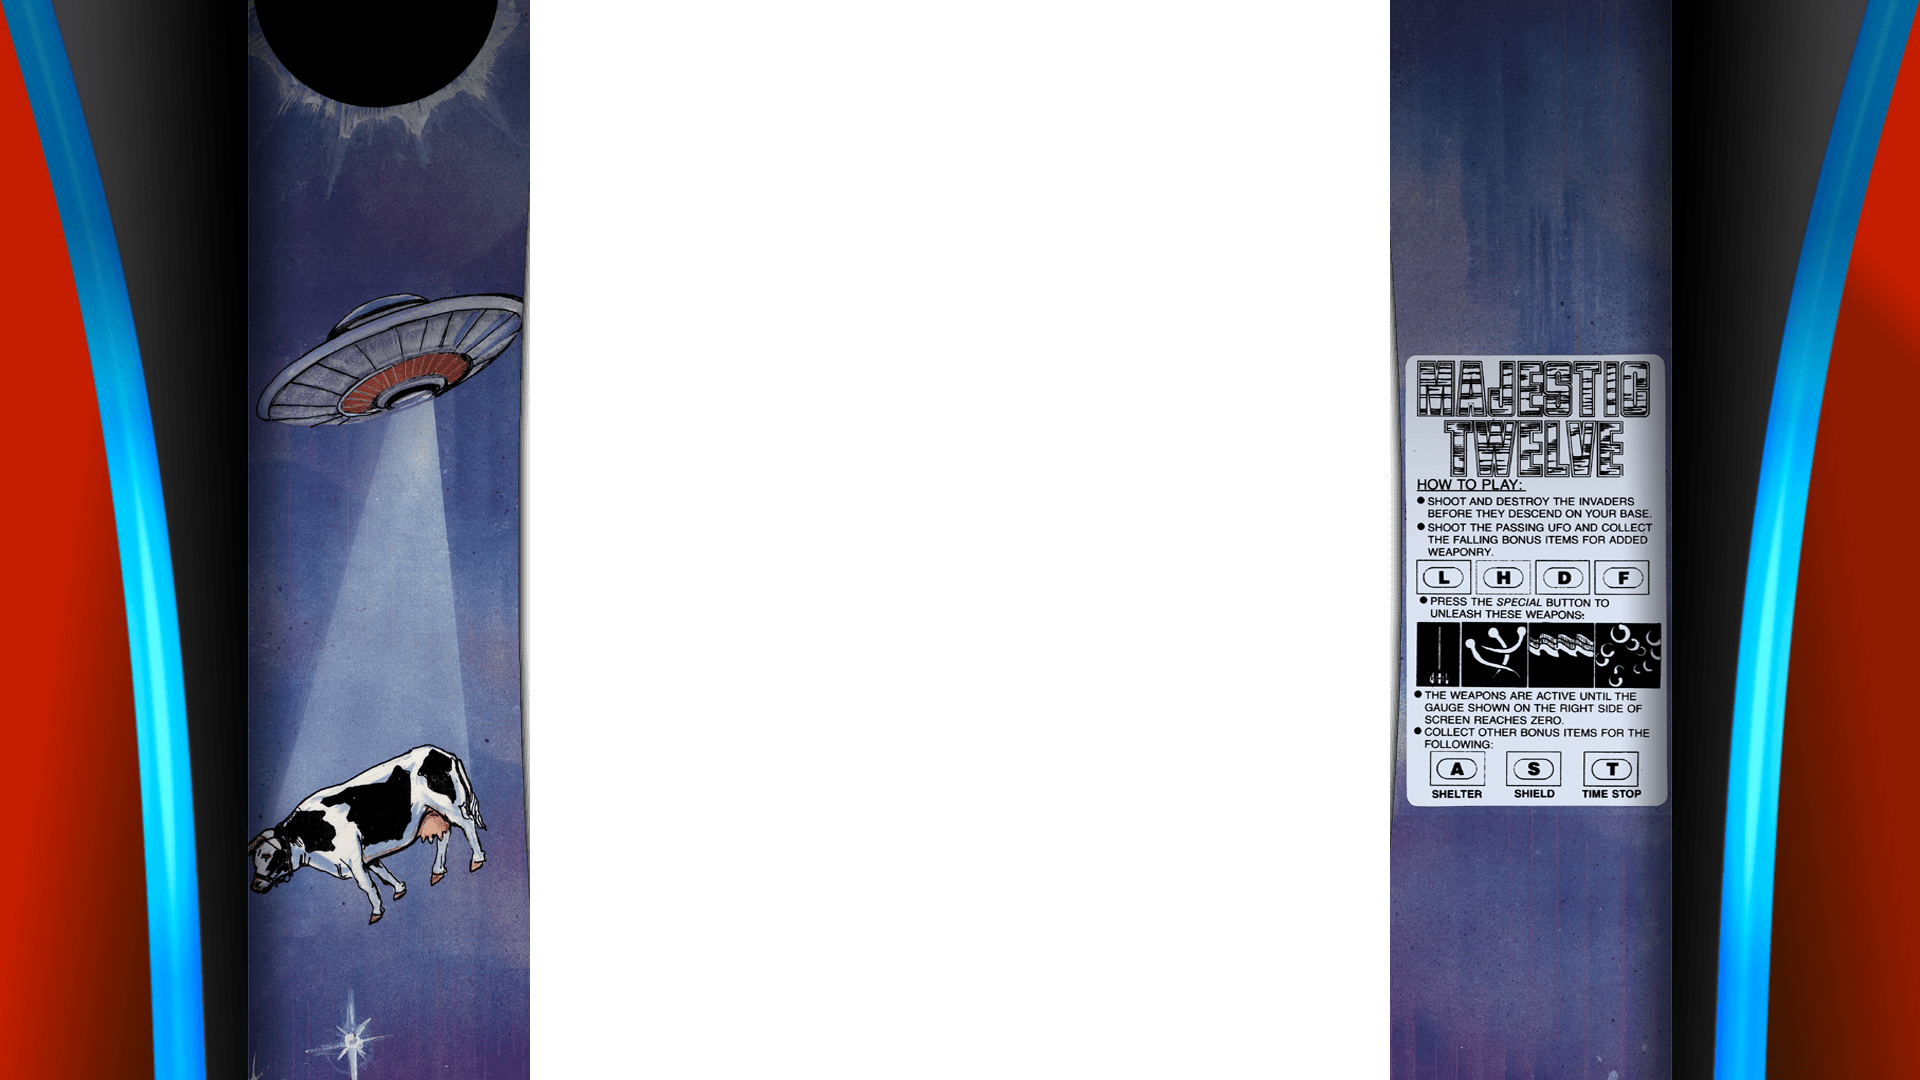 MAJESTIC
TWELVE
HOW TO PLAY:
● SHOOT AND DESTROY THE INVADERS
BEFORE THEY DESCEND ON YOUR BASE.
● SHOOT THE PASSING UFO AND COLLECT
THE FALLING BONUS ITEMS FOR ADDED
WEAPONRY.
L H D F
● PRESS THE SPECIAL BUTTON TO
UNLEASH THESE WEAPONS:
● THE WEAPONS ARE ACTIVE UNTIL THE
GAUGE SHOWN ON THE RIGHT SIDE OF
SCREEN REACHES ZERO.
● COLLECT OTHER BONUS ITEMS FOR THE
FOLLOWING:
A S T
SHELTER SHIELD TIME STOP